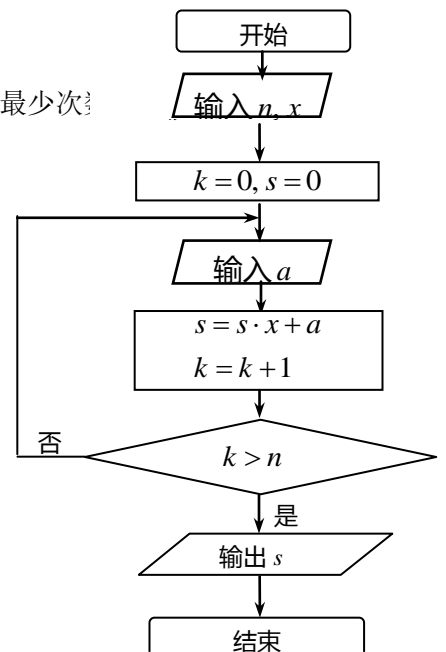 开始
最少次
输入 n, x
k = 0, s = 0
输入 a
s = s · x + a
k = k + 1
否
k > n
是
输出 s
结束